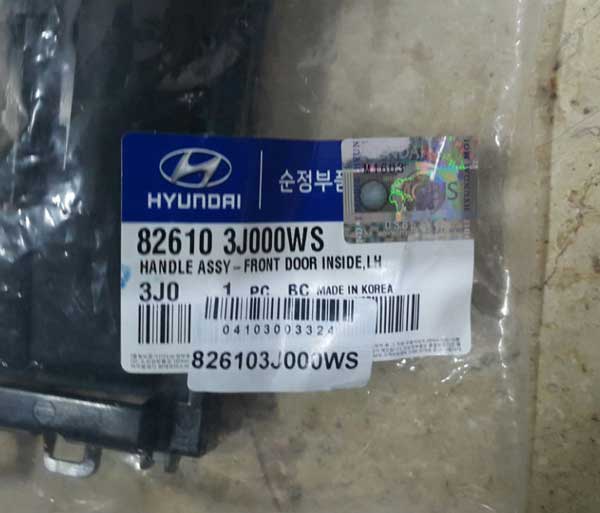 HYUNDAI
순정부품
82610 3J000WS
HANDLE ASSY-FRONT DOOR INSIDE,LH
3J0 1 PC BC MADE IN KOREA
04103003324
826103J000WS